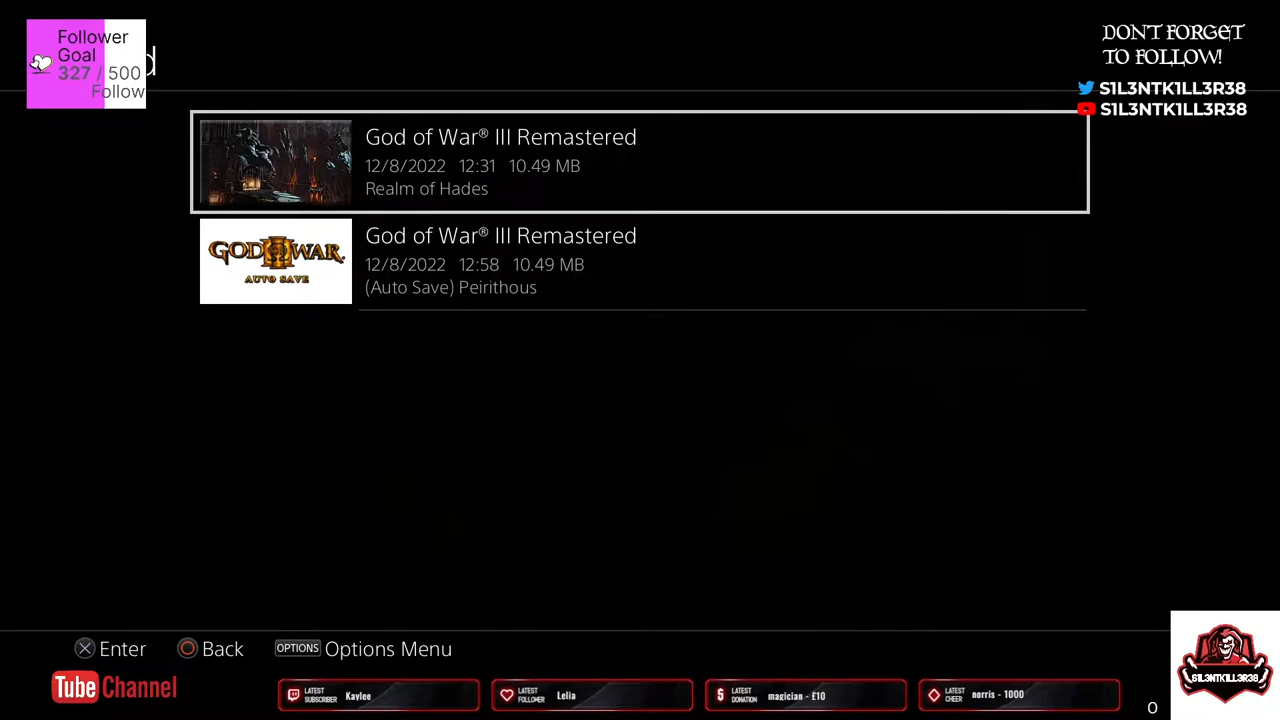 Follower
Goal
327 / 500
Follow
d
DON'T FORGET
TO FOLLOW!
S1L3NTK1LL3R38
S1L3NTK1LL3R38
God of War® III Remastered
12/8/2022 12:31 10.49 MB
Realm of Hades
GOD OF WAR
AUTO SAVE
God of War® III Remastered
12/8/2022 12:58 10.49 MB
(Auto Save) Peirithous
Enter
Back
OPTIONS Options Menu
Tube Channel
LATEST
SUBSCRIBER
Kaylee
LATEST
FOLLOWER
Lelia
LATEST
DONATION
magician - £10
LATEST
CHEER
norris - 1000
0
S1L3NTK1LL3R38